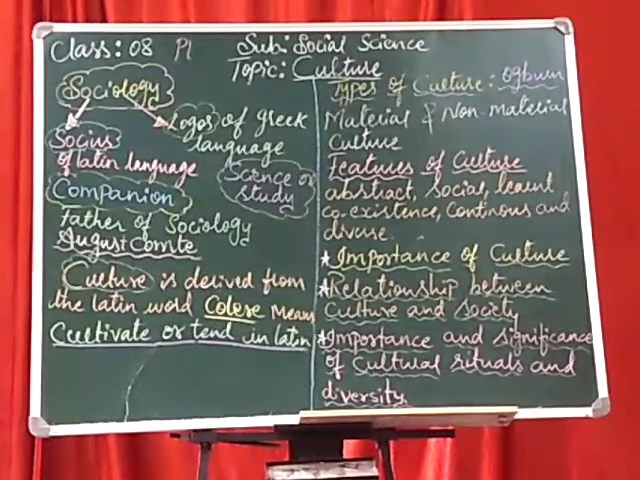 Class: 08 P1
Sub: Social Science
Topic: Culture
Sociology
Logos of greek
language
Socius
of latin language
Science or
study
Companion
Father of Sociology
August Comte
Culture is derived from
the latin word Colere means
Cultivate or tend in latin
Types of Culture: Ogburn
Material & Non-material
Culture
Features of Culture
abstract, social, learnt
co-existence, Continous and
diverse.
* Importance of Culture
* Relationship between
Culture and society
* Importance and significance
of Cultural rituals and
diversity.